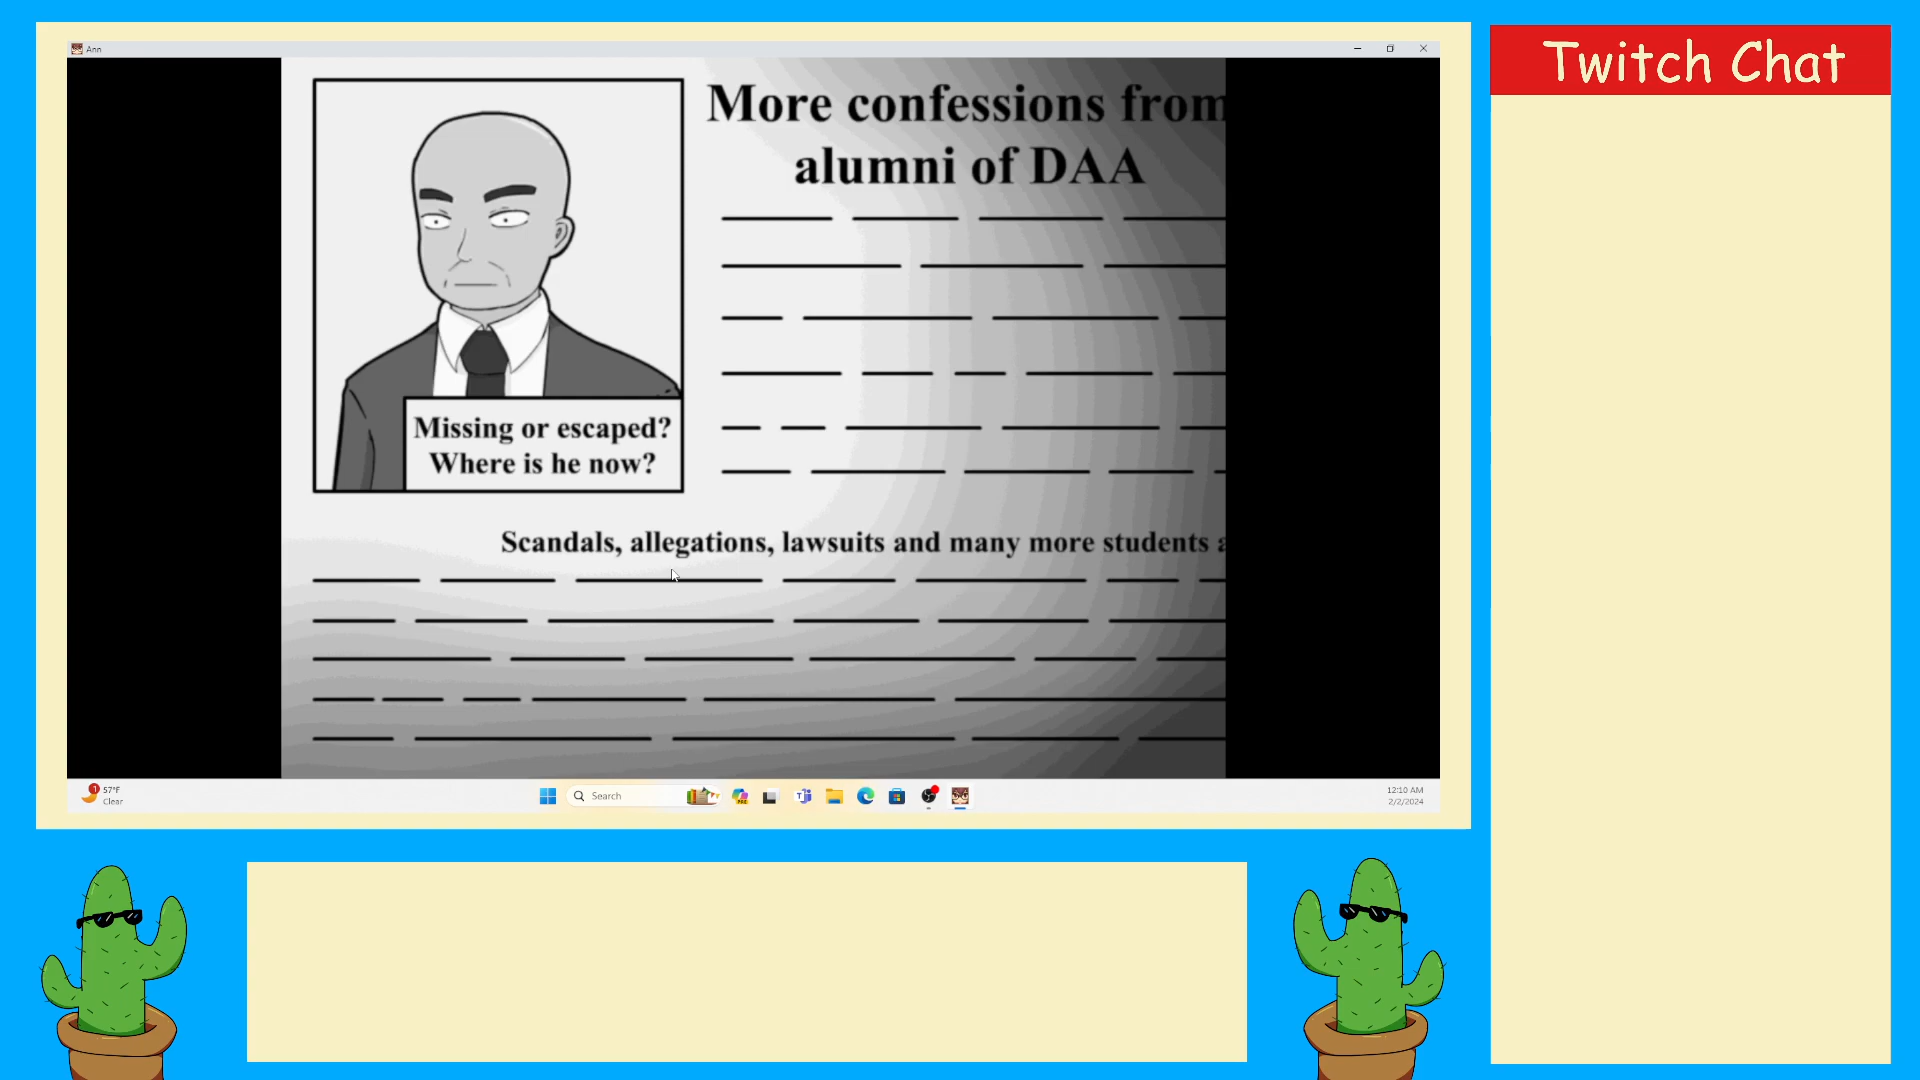 Ann
Twitch Chat
More confessions from
alumni of DAA
Missing or escaped?
Where is he now?
Scandals, allegations, lawsuits and many more students a
57°F
Clear
Search
12:10 AM
2/2/2024